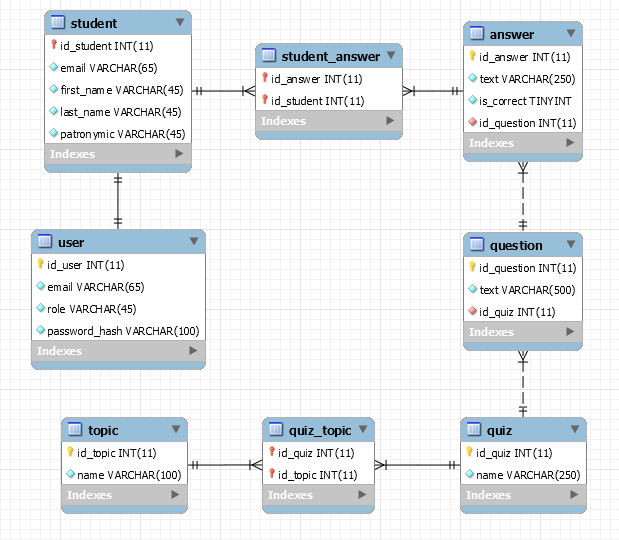 student
id_student INT(11)
email VARCHAR(65)
first_name VARCHAR(45)
last_name VARCHAR(45)
patronymic VARCHAR(45)
Indexes
student_answer
id_answer INT(11)
id_student INT(11)
Indexes
answer
id_answer INT(11)
text VARCHAR(250)
is_correct TINYINT
id_question INT(11)
Indexes
user
id_user INT(11)
email VARCHAR(65)
role VARCHAR(45)
password_hash VARCHAR(100)
Indexes
question
id_question INT(11)
text VARCHAR(500)
id_quiz INT(11)
Indexes
topic
id_topic INT(11)
name VARCHAR(100)
Indexes
quiz_topic
id_quiz INT(11)
id_topic INT(11)
Indexes
quiz
id_quiz INT(11)
name VARCHAR(250)
Indexes